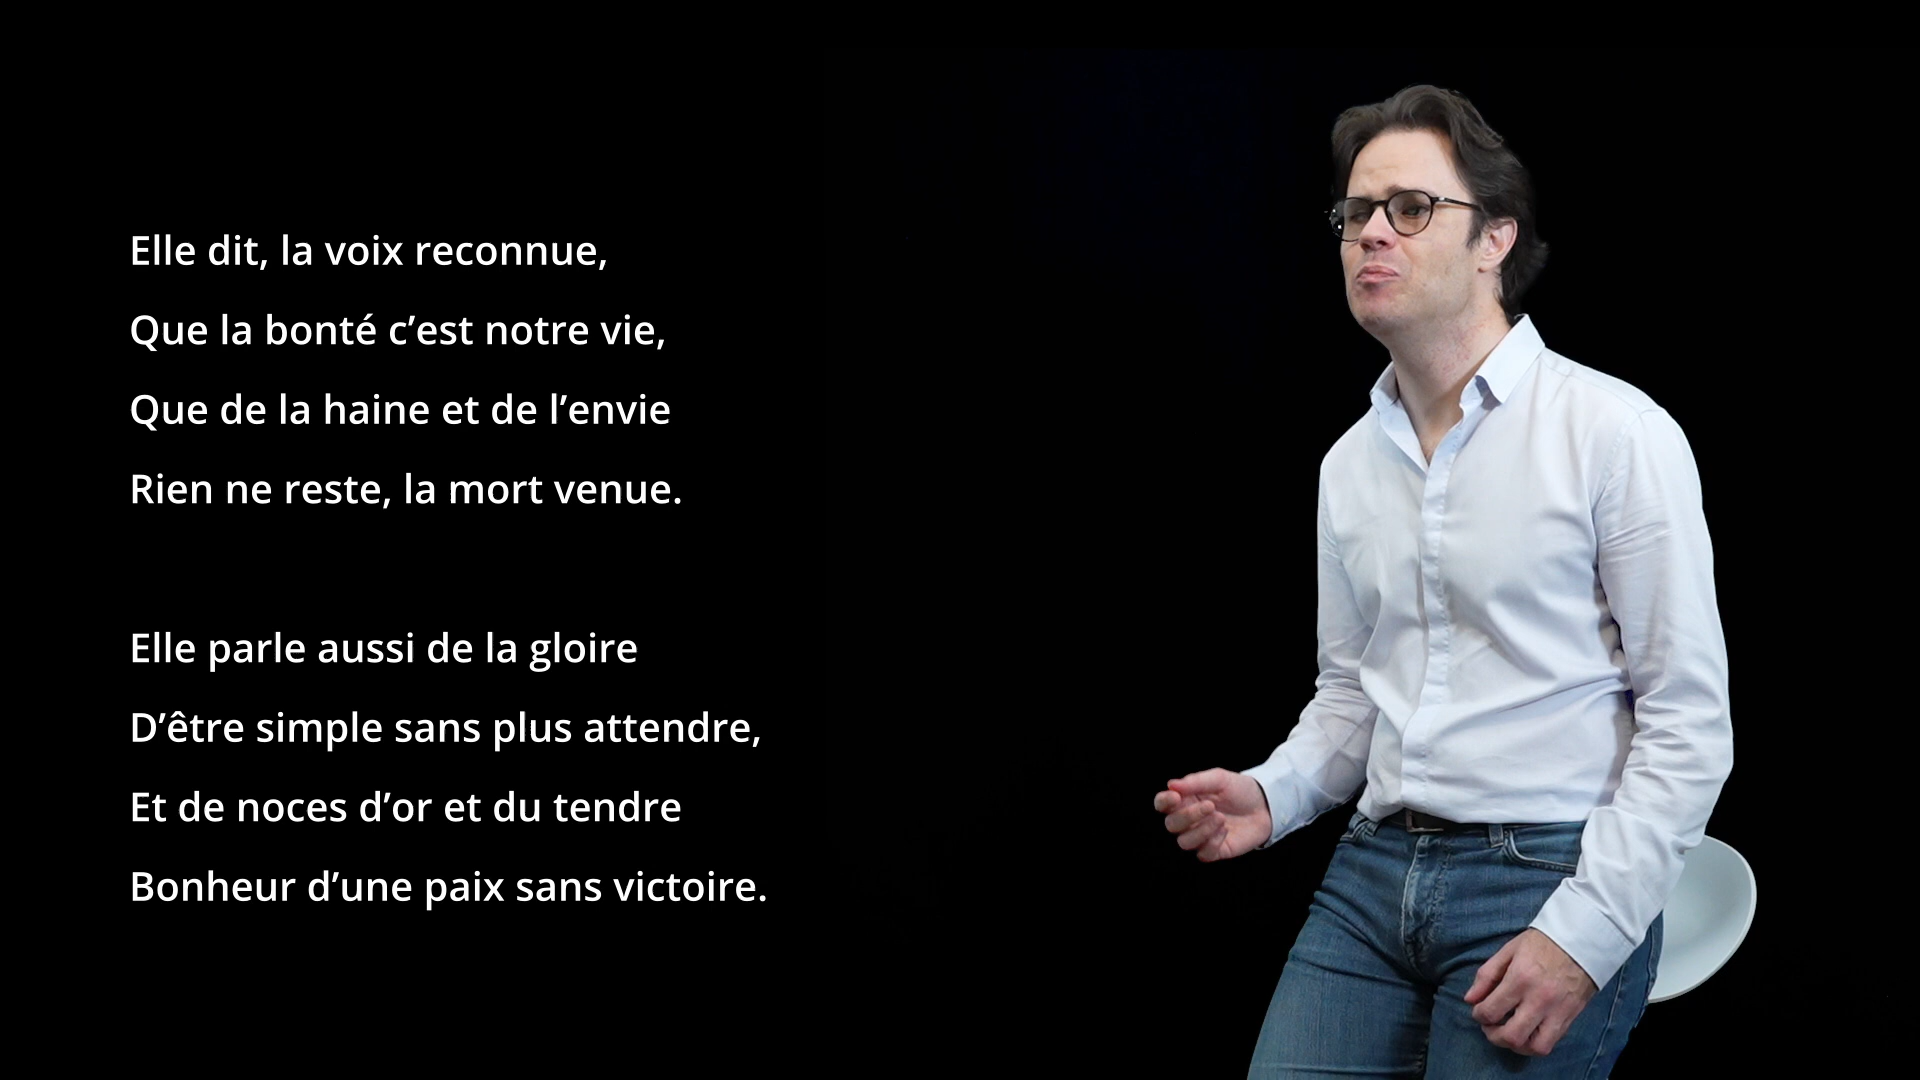 Elle dit, la voix reconnue,
Que la bonté c’est notre vie,
Que de la haine et de l’envie
Rien ne reste, la mort venue.
Elle parle aussi de la gloire
D’être simple sans plus attendre,
Et de noces d’or et du tendre
Bonheur d’une paix sans victoire.